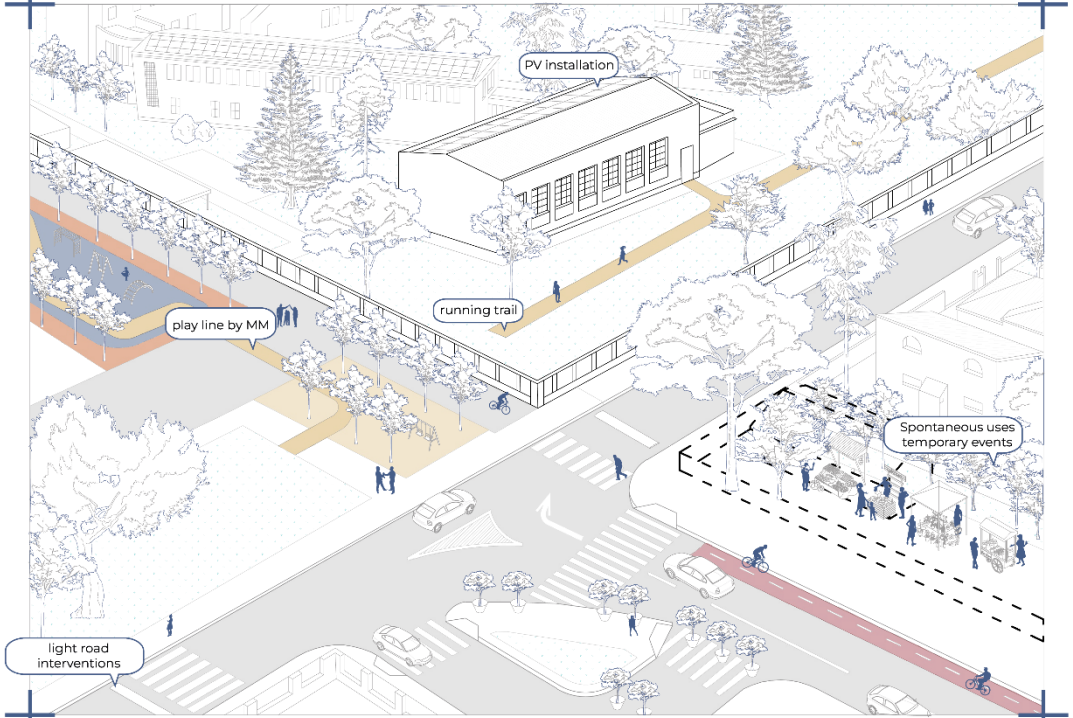 PV installation
running trail
play line by MM
Spontaneous uses
temporary events
light road
interventions